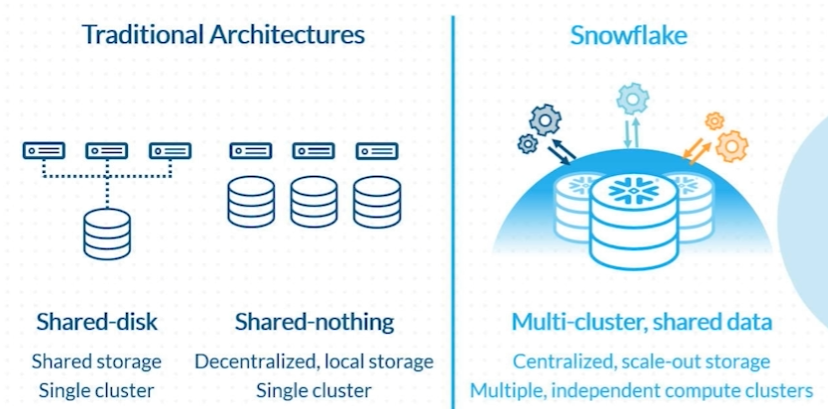 Traditional Architectures
Snowflake
Shared-disk
Shared storage
Single cluster
Shared-nothing
Decentralized, local storage
Single cluster
Multi-cluster, shared data
Centralized, scale-out storage
Multiple, independent compute clusters